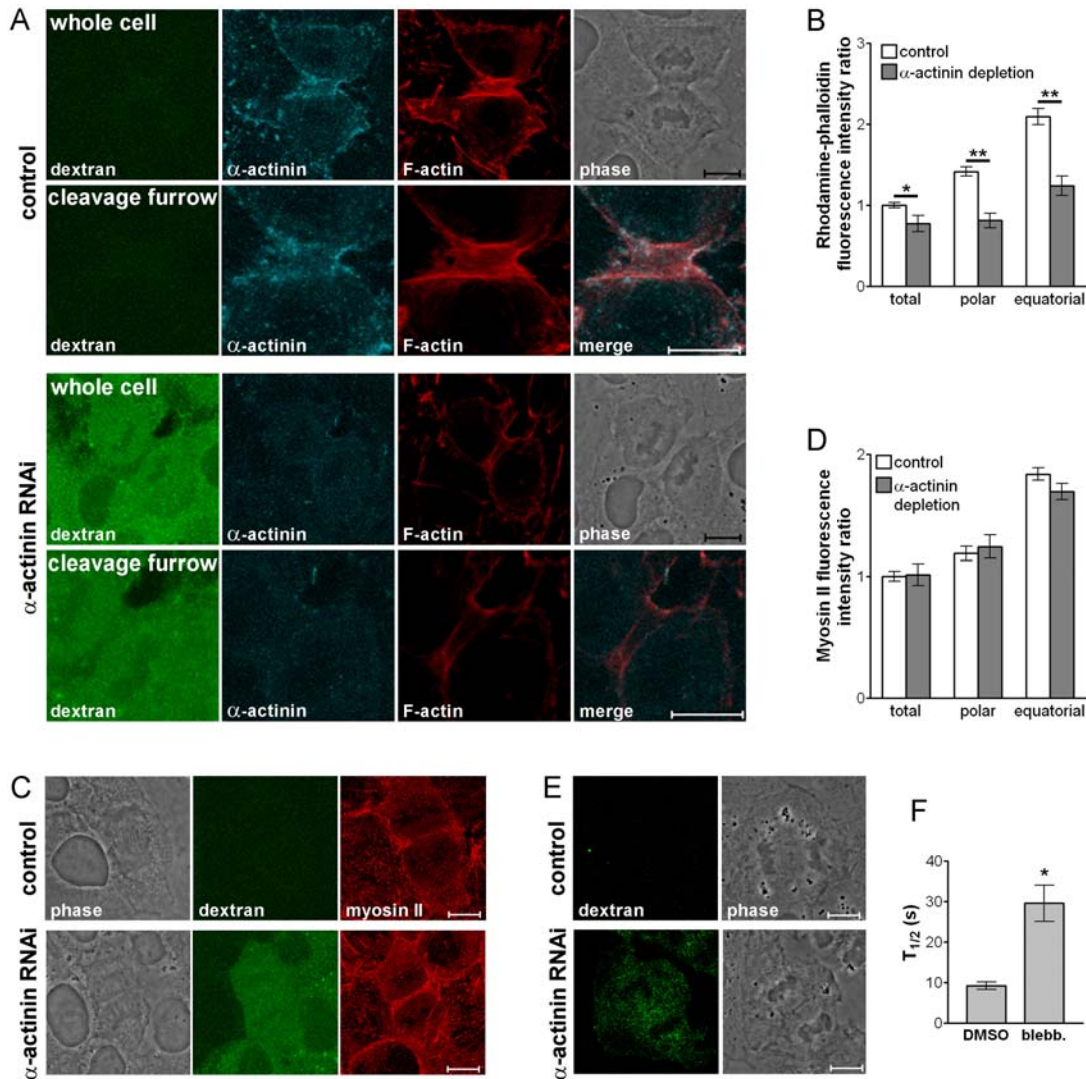 A
control
whole cell
dextran
α-actinin
F-actin
phase
cleavage furrow
dextran
α-actinin
F-actin
merge
α-actinin RNAi
whole cell
dextran
α-actinin
F-actin
phase
cleavage furrow
dextran
α-actinin
F-actin
merge
B
Rhodamine-phalloidin
fluorescence intensity ratio
3
2
1
0
control
α-actinin depletion
*
**
**
total
polar
equatorial
D
Myosin II fluorescence
intensity ratio
2
1
0
control
α-actinin
depletion
total
polar
equatorial
C
control
phase
dextran
myosin II
α-actinin RNAi
E
control
dextran
phase
α-actinin RNAi
F
T1/2 (s)
40
30
20
10
0
*
DMSO
blebb.